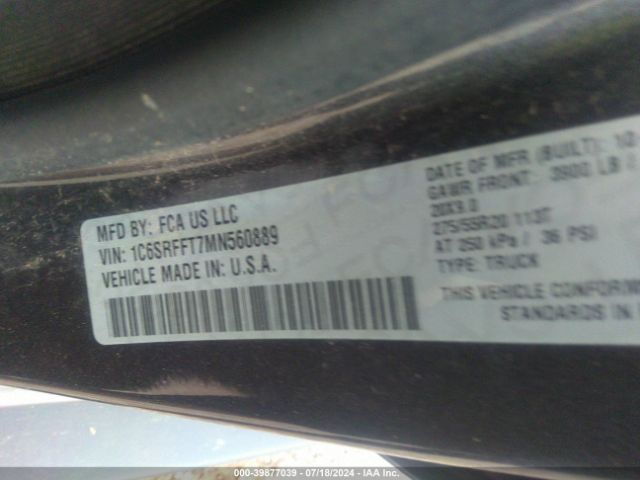 MFD BY: FCA US LLC
VIN: 1C6SRFFT7MN560889
VEHICLE MADE IN: U.S.A.
DATE OF MFR (BUILT): 10
GAWR FRONT: 3900 LB
20X9.0
275/55R20 113T
AT 250 kPa / 36 PSI
TYPE: TRUCK
THIS VEHICLE CONFORM
STANDARDS IN
000-39877039 / 07/18/2024 - IAA Inc.